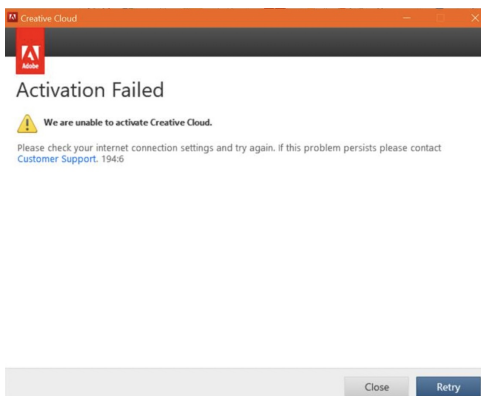 Creative Cloud
Adobe
Activation Failed
We are unable to activate Creative Cloud.
Please check your internet connection settings and try again. If this problem persists please contact
Customer Support. 194:6
Close Retry